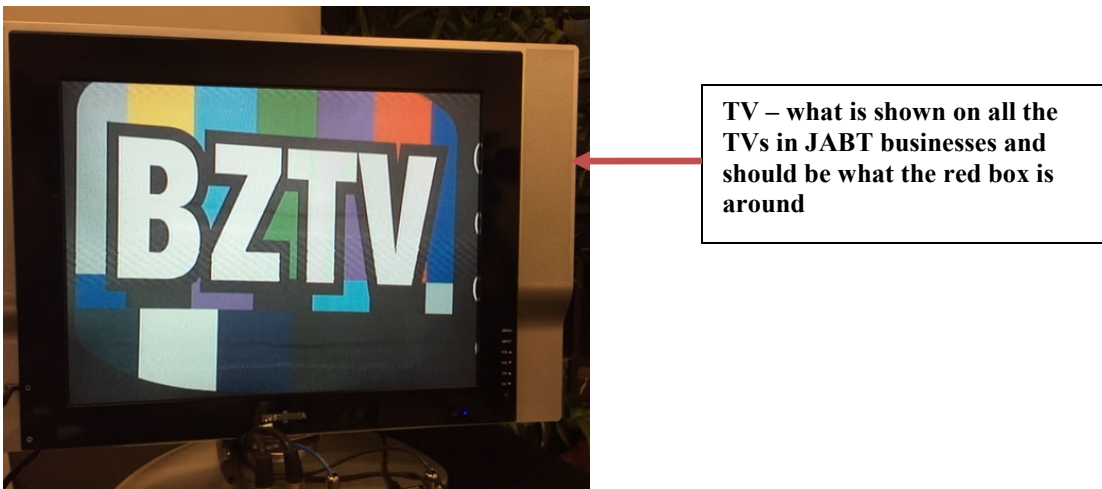 BZTV
TV – what is shown on all the
TVs in JABT businesses and
should be what the red box is
around